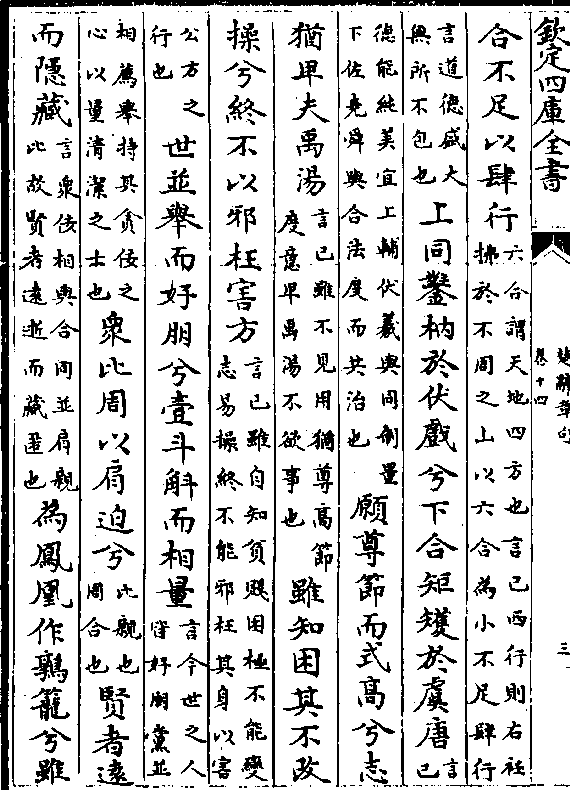 欽定四庫全書
楚辭章句
卷十四
三
合不足以肆行六合謂天地四方也言己西行則右衽拂於不周之山以六合為小不足肆行
言道德盛大無所不包也上同鑿枘於伏戲兮下合矩矱於虞唐言己
德能純美宜上輔伏羲與同制量下佐堯舜與合法度而共治也願尊節而式高兮志
猶卑夫禹湯言己雖不見用猶尊高節度意卑禹湯不欲事也雖知困其不改
操兮終不以邪枉害方言己雖自知貧賤困極不能變志易操終不能邪枉其身以害
公方之行也世並舉而好朋兮壹斗斛而相量言今世之人皆好朋黨並
相薦舉持其貪佞之心以量清潔之士也衆比周以肩迫兮比親也周合也賢者遠
而隱藏言衆佞相與合同並肩親比故賢者遠逝而藏匿也為鳳凰作鶉籠兮雖